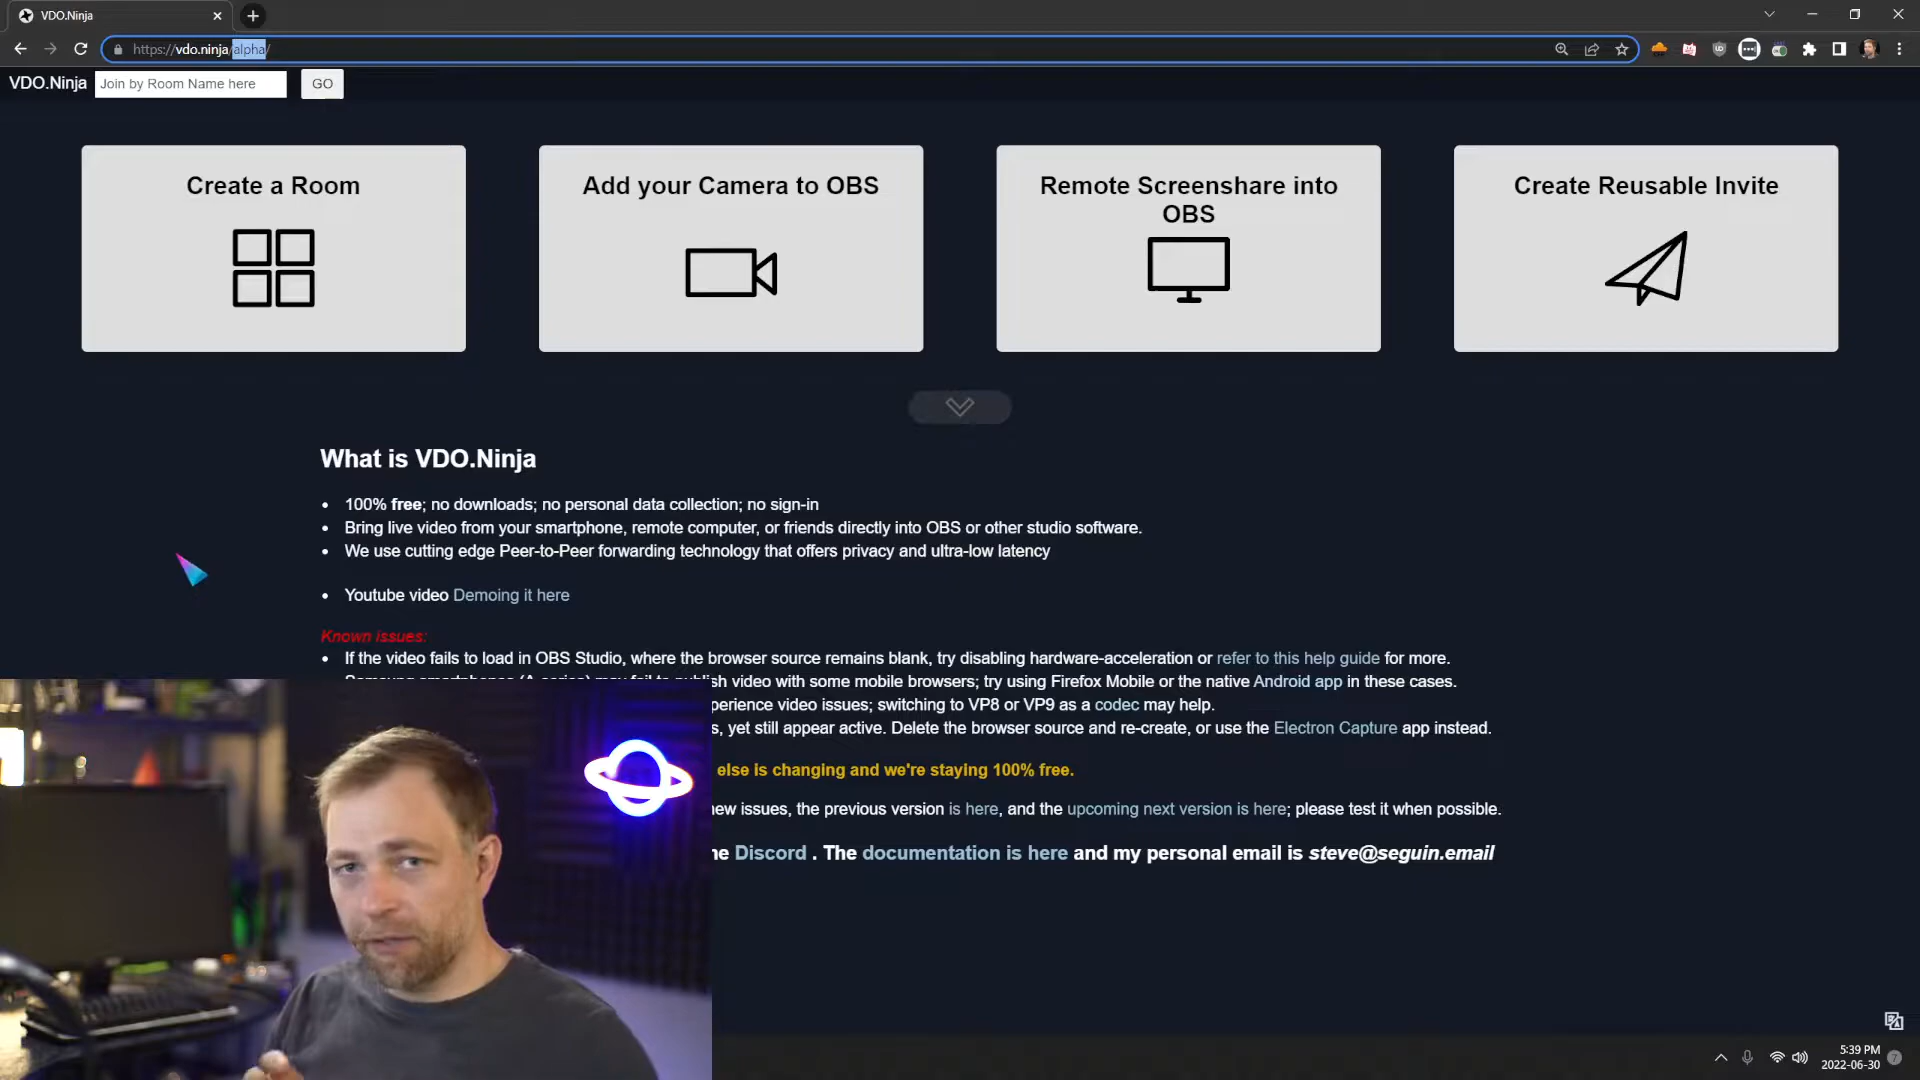 VDO.Ninja
https://vdo.ninja/alpha/
VDO.Ninja
Join by Room Name here
GO
Create a Room
Add your Camera to OBS
Remote Screenshare into
OBS
Create Reusable Invite
What is VDO.Ninja
100% free; no downloads; no personal data collection; no sign-in
Bring live video from your smartphone, remote computer, or friends directly into OBS or other studio software.
We use cutting edge Peer-to-Peer forwarding technology that offers privacy and ultra-low latency
Youtube video Demoing it here
Known issues:
If the video fails to load in OBS Studio, where the browser source remains blank, try disabling hardware-acceleration or refer to this help guide for more.
Samsung smartphones (A-series) may fail to publish video with some mobile browsers; try using Firefox Mobile or the native Android app in these cases.
perience video issues; switching to VP8 or VP9 as a codec may help.
s, yet still appear active. Delete the browser source and re-create, or use the Electron Capture app instead.
else is changing and we're staying 100% free.
new issues, the previous version is here, and the upcoming next version is here; please test it when possible.
he Discord . The documentation is here and my personal email is steve@seguin.email
5:39 PM
2022-06-30
7